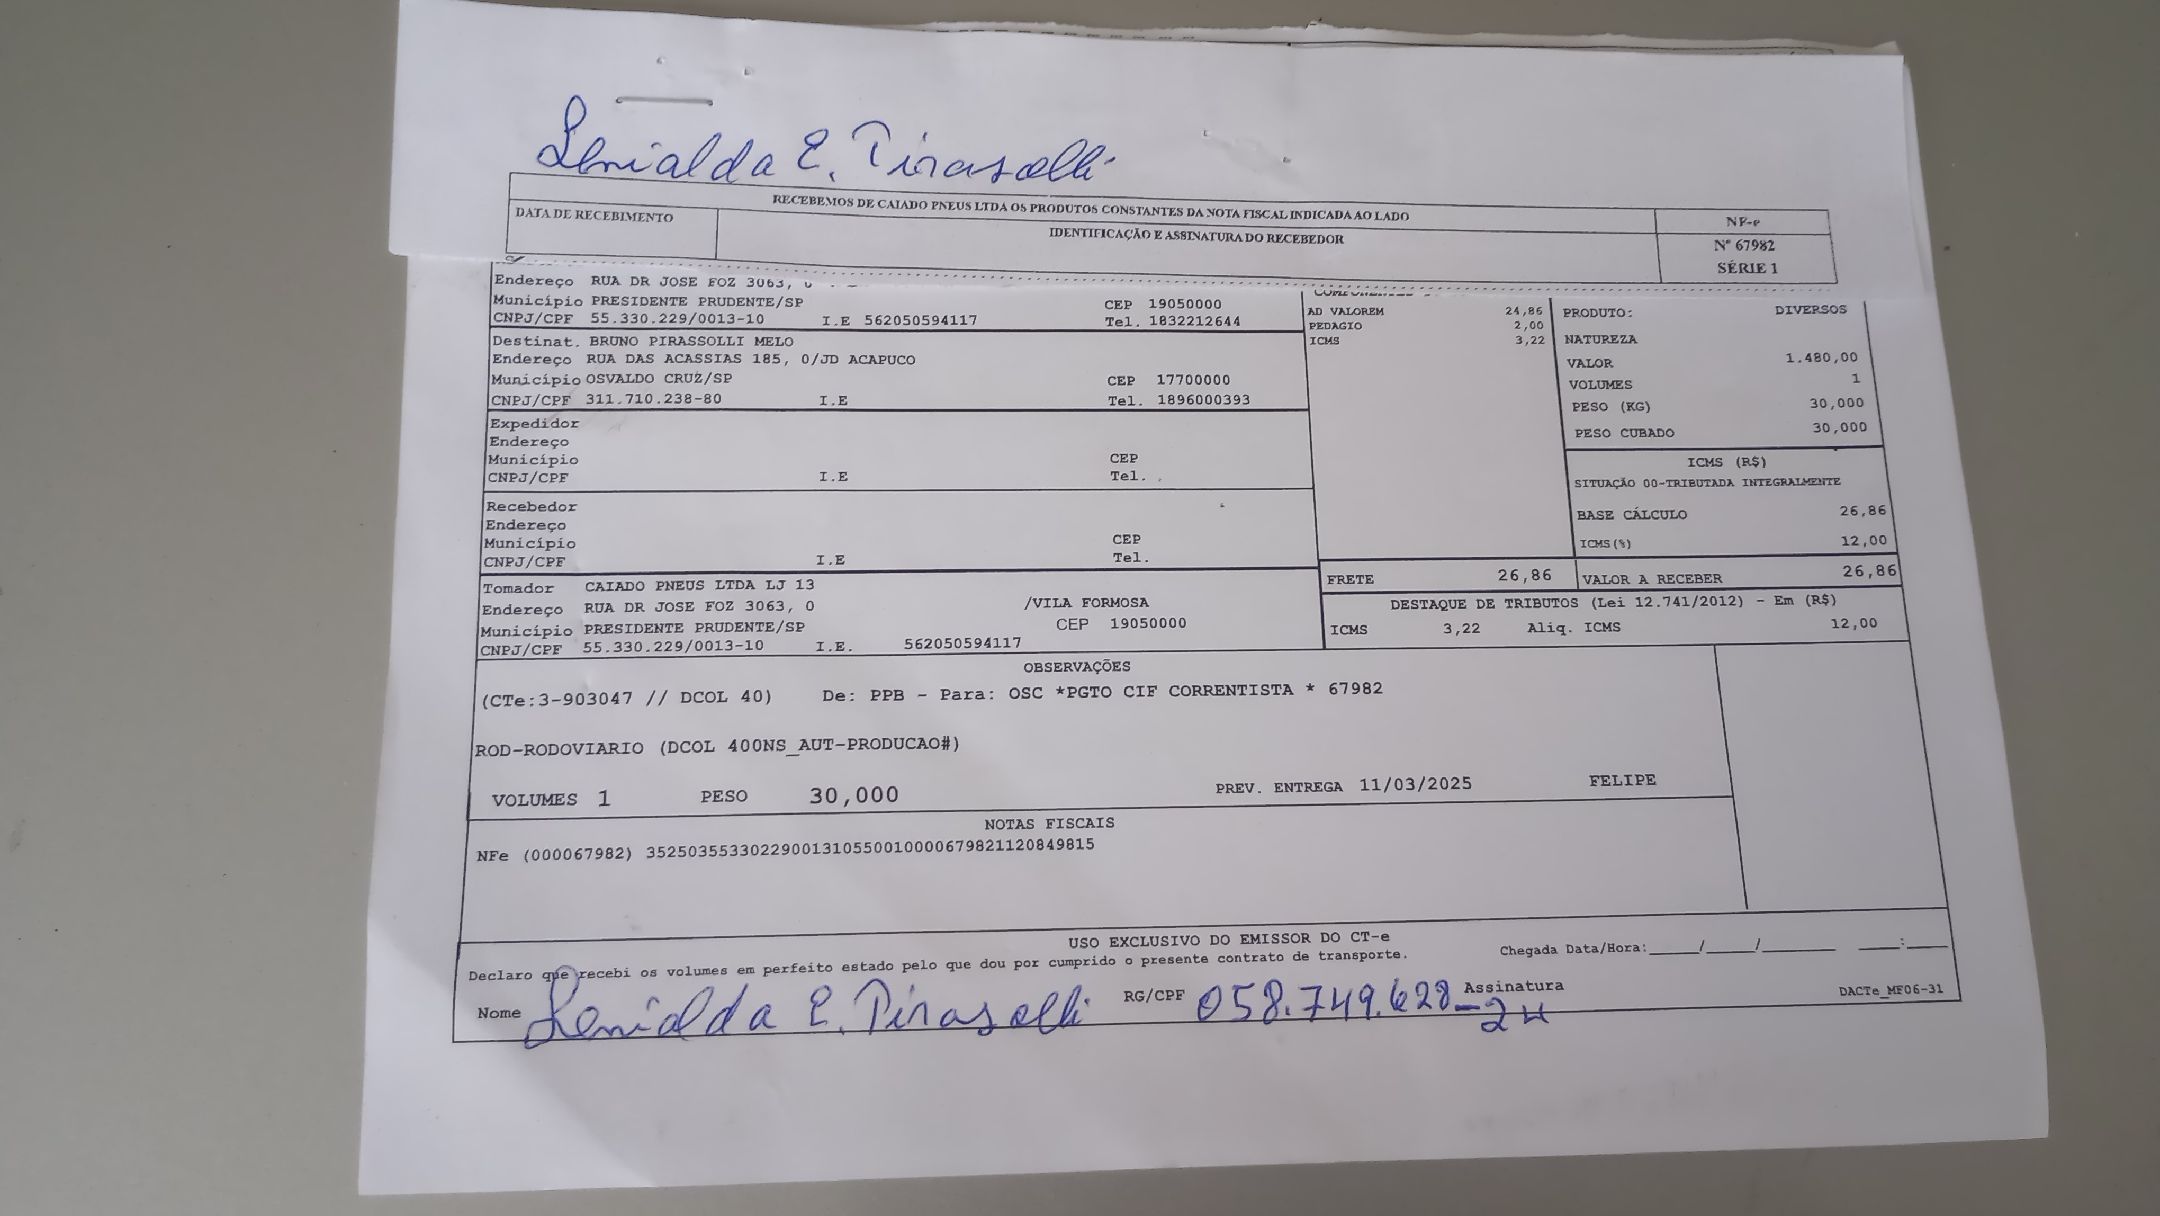 Lenialda E. Piraselli
RECEBEMOS DE CAIADO PNEUS LTDA OS PRODUTOS CONSTANTES DA NOTA FISCAL INDICADA AO LADO
DATA DE RECEBIMENTO
IDENTIFICAÇÃO E ASSINATURA DO RECEBEDOR
NF-e
Nº 67982
SÉRIE 1
Endereço RUA DR JOSE FOZ 3063,
Município PRESIDENTE PRUDENTE/SP CEP 19050000
CNPJ/CPF 55.330.229/0013-10 I.E 562050594117 Tel. 1832212644
Destinat. BRUNO PIRASSOLLI MELO
Endereço RUA DAS ACASSIAS 185, 0/JD ACAPUCO
Município OSVALDO CRUZ/SP CEP 17700000
CNPJ/CPF 311.710.238-80 I.E Tel. 1896000393
Expedidor
Endereço
Município CEP
CNPJ/CPF I.E Tel.
Recebedor
Endereço
Município CEP
CNPJ/CPF I.E Tel.
Tomador CAIADO PNEUS LTDA LJ 13
Endereço RUA DR JOSE FOZ 3063, 0 /VILA FORMOSA
Município PRESIDENTE PRUDENTE/SP CEP 19050000
CNPJ/CPF 55.330.229/0013-10 I.E. 562050594117
AD VALOREM 24,86
PEDAGIO 2,00
ICMS 3,22
PRODUTO: DIVERSOS
NATUREZA
VALOR 1.480,00
VOLUMES 1
PESO (KG) 30,000
PESO CUBADO 30,000
ICMS (R$)
SITUAÇÃO 00-TRIBUTADA INTEGRALMENTE
BASE CÁLCULO 26,86
ICMS(%) 12,00
FRETE 26,86 VALOR A RECEBER 26,86
DESTAQUE DE TRIBUTOS (Lei 12.741/2012) - Em (R$)
ICMS 3,22 Aliq. ICMS 12,00
OBSERVAÇÕES
(CTe:3-903047 // DCOL 40) De: PPB - Para: OSC *PGTO CIF CORRENTISTA * 67982
ROD-RODOVIARIO (DCOL 400NS_AUT-PRODUCAO#)
VOLUMES 1 PESO 30,000 PREV. ENTREGA 11/03/2025 FELIPE
NOTAS FISCAIS
NFe (000067982) 35250355330229001310550010000679821120849815
USO EXCLUSIVO DO EMISSOR DO CT-e
Declaro que recebi os volumes em perfeito estado pelo que dou por cumprido o presente contrato de transporte.
Chegada Data/Hora:_____/_____/_______ ____:____
Nome Lenialda E. Piraselli RG/CPF 058.749.628-24 Assinatura
DACTe_MF06-31